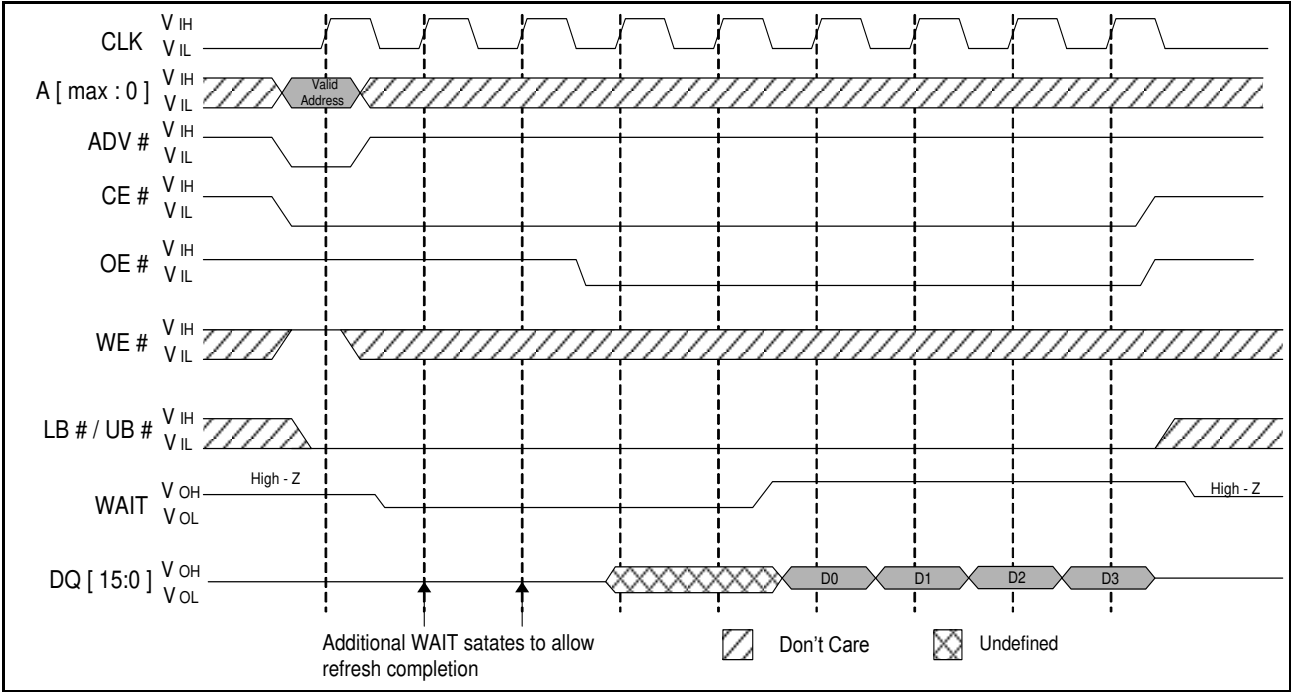 CLK V IH
V IL
A [ max : 0 ] V IH
V IL
Valid
Address
ADV # V IH
V IL
CE # V IH
V IL
OE # V IH
V IL
WE # V IH
V IL
LB # / UB # V IH
V IL
WAIT V OH
V OL
High - Z
High - Z
DQ [ 15:0 ] V OH
V OL
D0 D1 D2 D3
Additional WAIT satates to allow
refresh completion
Don't Care
Undefined